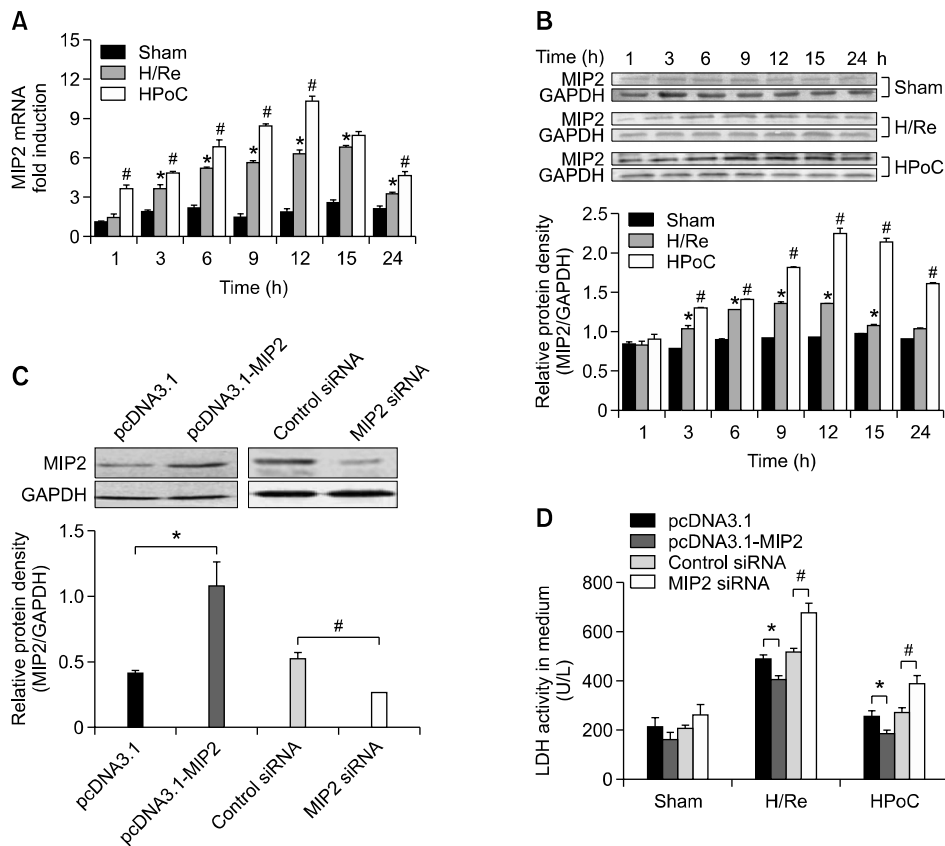 A
MIP2 mRNA
fold induction
15
12
9
6
3
0
Sham
H/Re
HPoC
# # * # * # * # * # * * #
1 3 6 9 12 15 24
Time (h)
B
Time (h) 1 3 6 9 12 15 24 h
MIP2
GAPDH
Sham
MIP2
GAPDH
H/Re
MIP2
GAPDH
HPoC
Relative protein density
(MIP2/GAPDH)
2.5
2.0
1.5
1.0
0.5
0
Sham
H/Re
HPoC
* # * # * # * # * # #
1 3 6 9 12 15 24
Time (h)
C
pcDNA3.1
pcDNA3.1-MIP2
Control siRNA
MIP2 siRNA
MIP2
GAPDH
Relative protein density
(MIP2/GAPDH)
1.5
1.0
0.5
0
* #
pcDNA3.1
pcDNA3.1-MIP2
Control siRNA
MIP2 siRNA
D
pcDNA3.1
pcDNA3.1-MIP2
Control siRNA
MIP2 siRNA
LDH activity in medium
(U/L)
800
600
400
200
0
* # * #
Sham H/Re HPoC